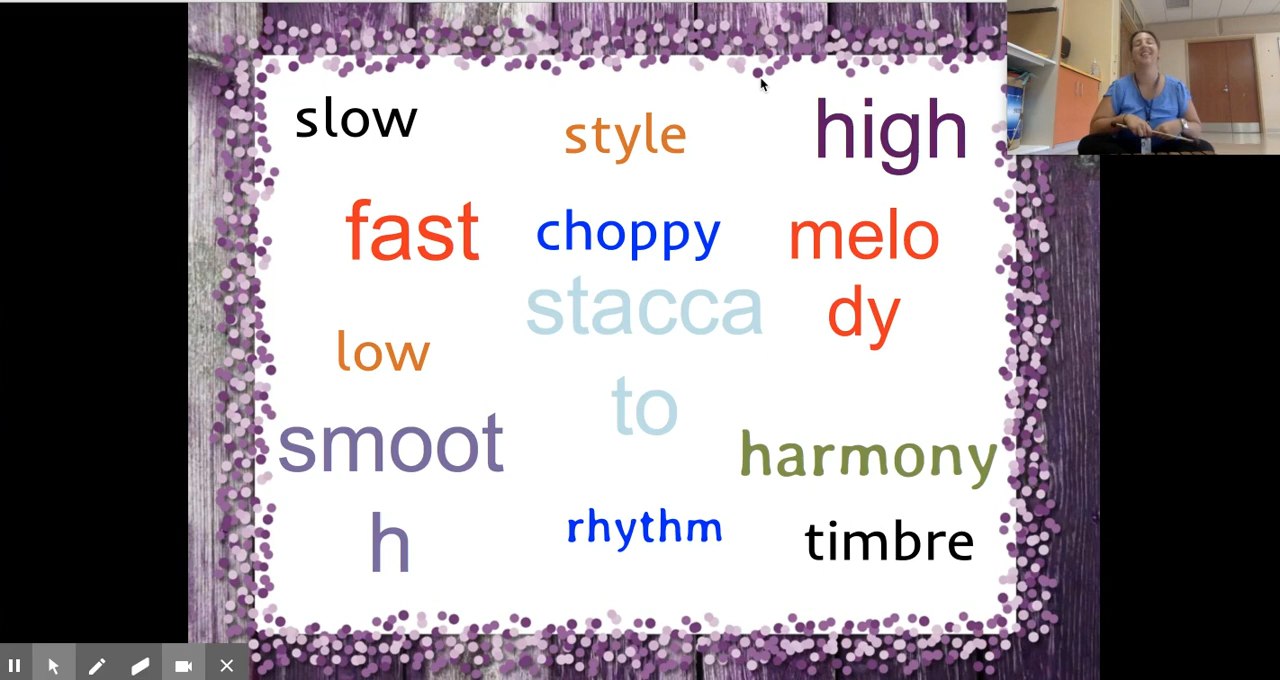 slow
style
high
fast
choppy
melo
dy
stacca
to
low
smoot
h
harmony
rhythm
timbre